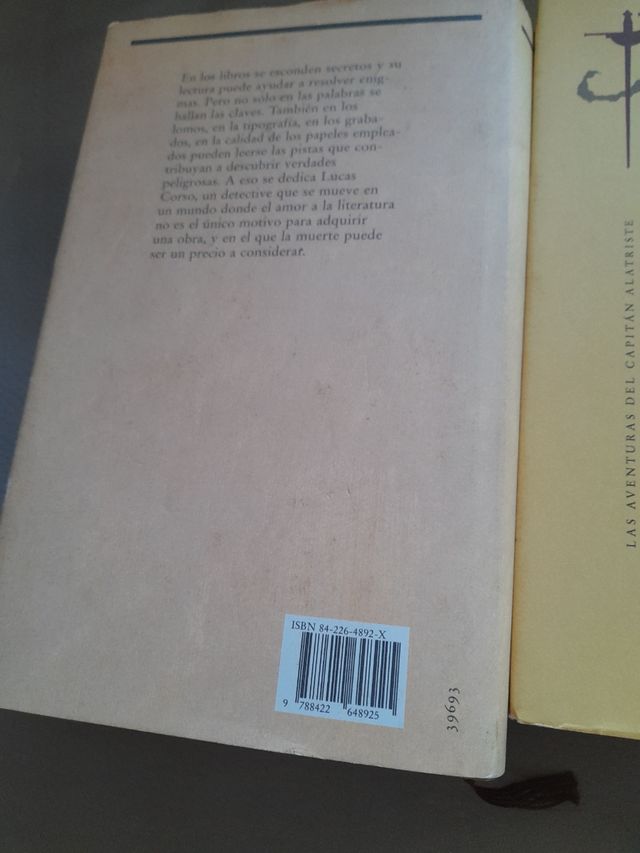 En los libros se esconden secretos y su
lectura puede ayudar a resolver enig-
mas. Pero no sólo en las palabras se
hallan las claves. También en los
lomos, en la tipografía, en los graba-
dos, en la calidad de los papeles emplea-
dos pueden leerse las pistas que con-
tribuyan a descubrir verdades
peligrosas. A eso se dedica Lucas
Corso, un detective que se mueve en
un mundo donde el amor a la literatura
no es el único motivo para adquirir
una obra, y en el que la muerte puede
ser un precio a considerar.
ISBN 84-226-4892-X
9 788422 648925
39693
LAS AVENTURAS DEL CAPITÁN ALATRISTE